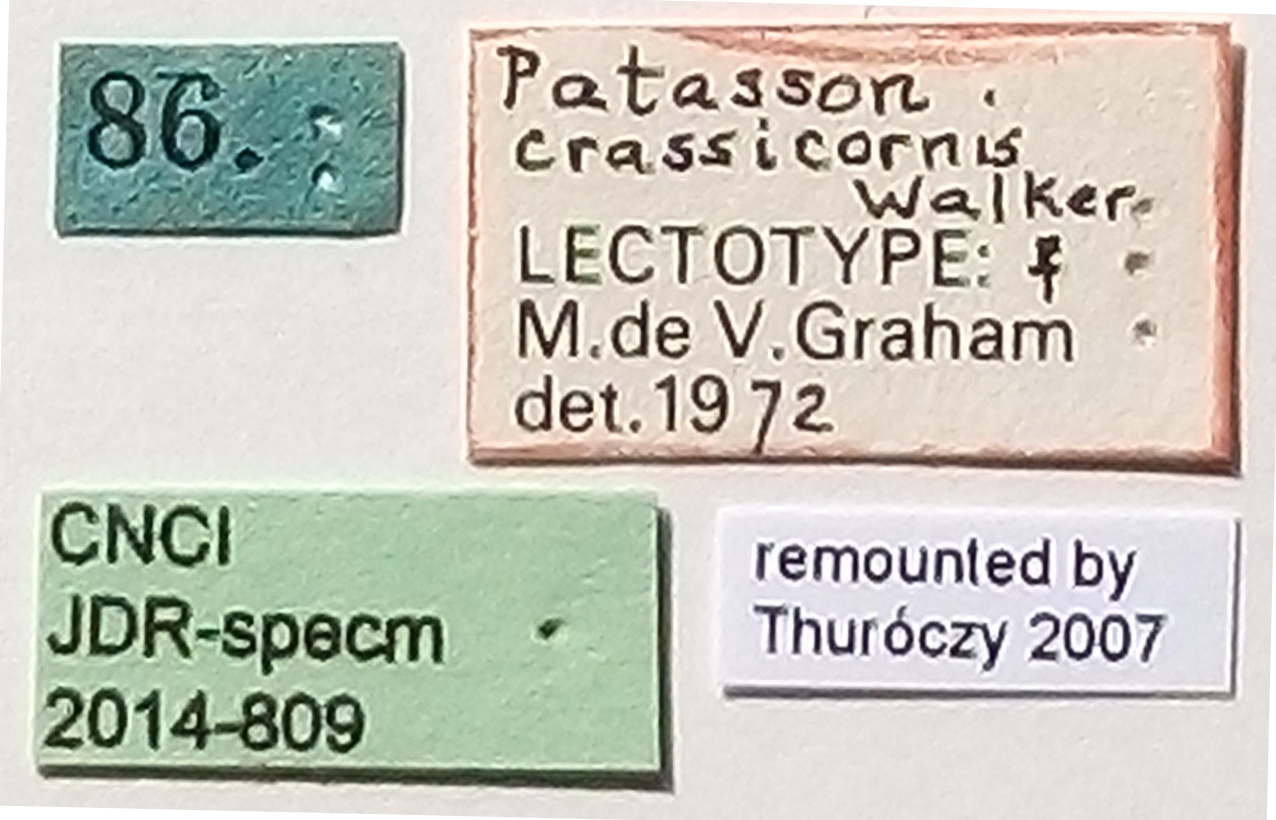 86.
Patasson
crassicornis
Walker
LECTOTYPE: ♀
M.de V.Graham
det.1972
CNCI
JDR-specm
2014-809
remounted by
Thuróczy 2007